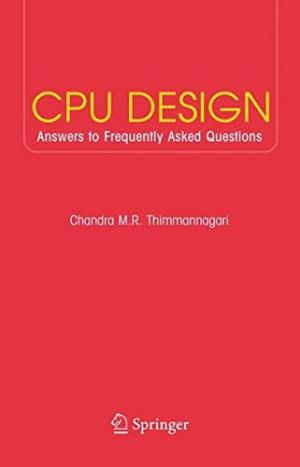 CPU DESIGN
Answers to Frequently Asked Questions
Chandra M.R. Thimmannagari
Springer